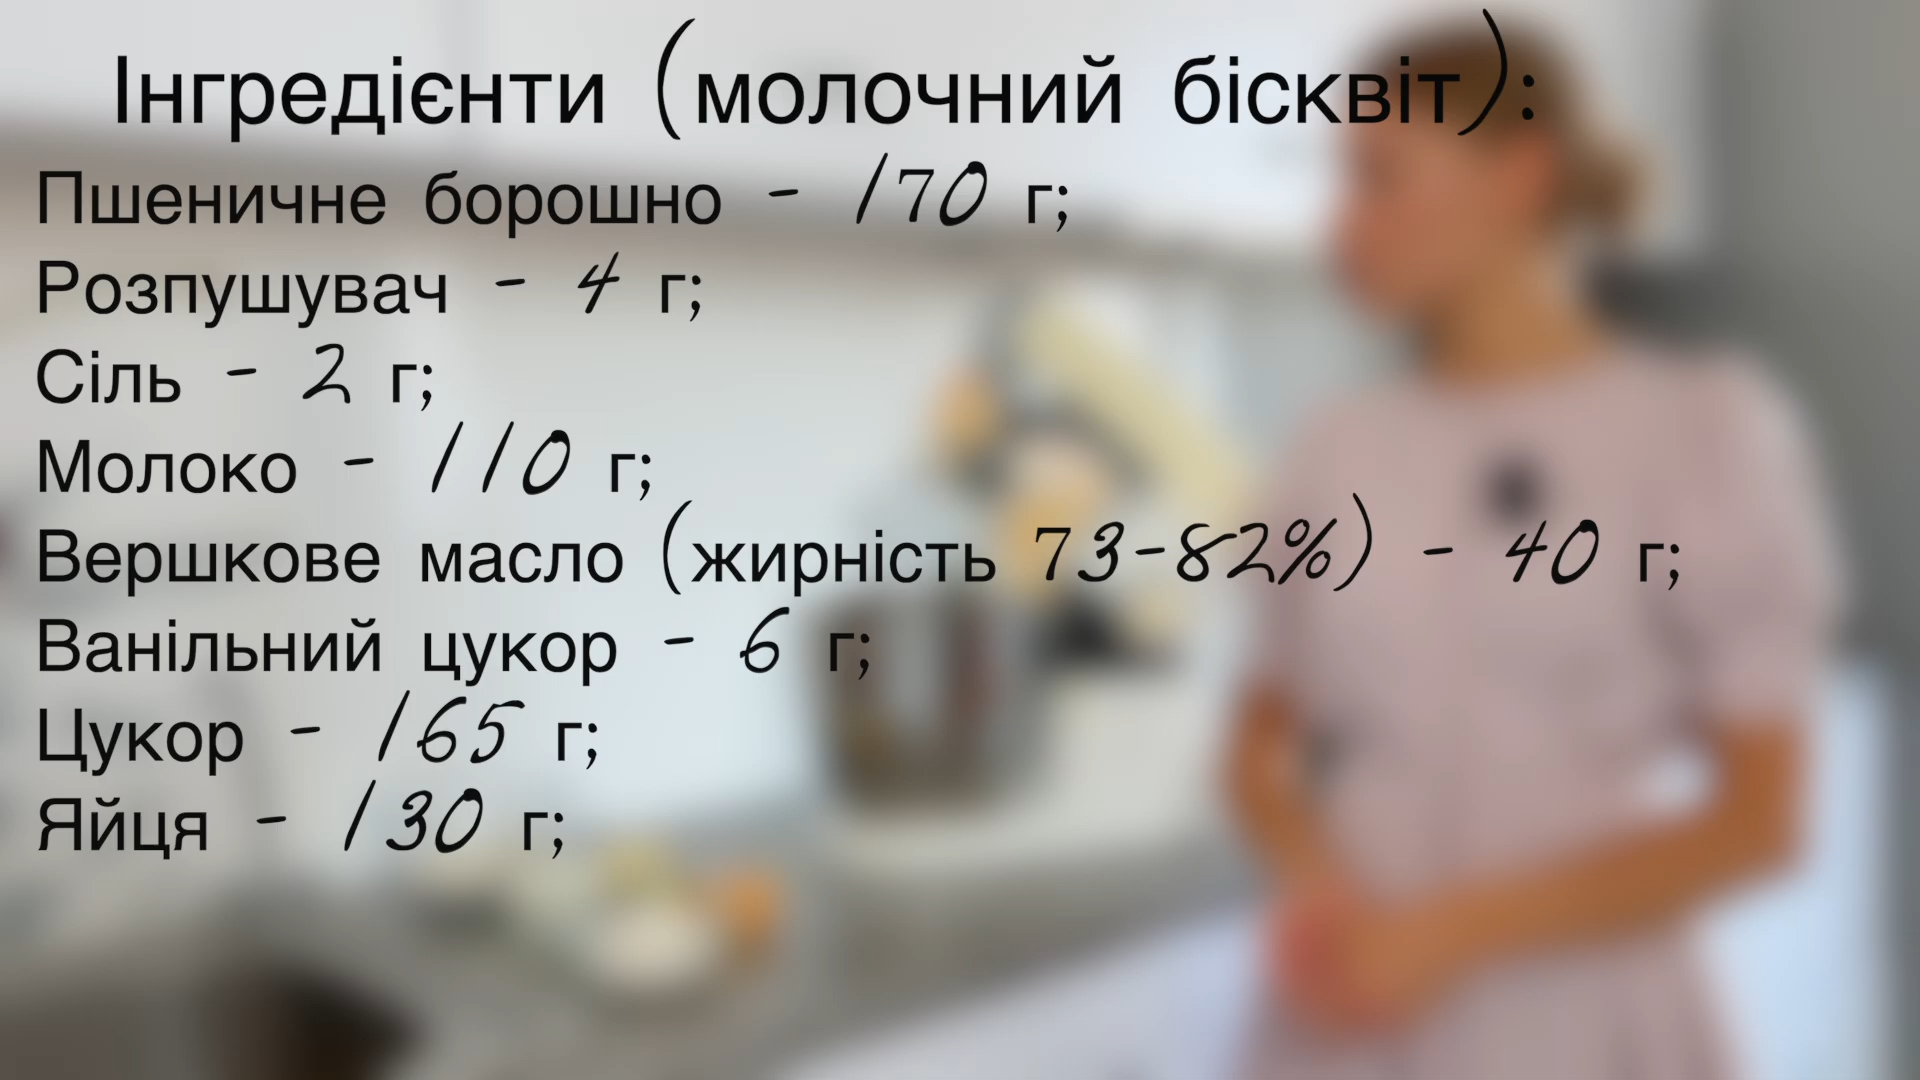 Інгредієнти (молочний бісквіт):
Пшеничне борошно - 170 г;
Розпушувач - 4 г;
Сіль - 2 г;
Молоко - 110 г;
Вершкове масло (жирність 73-82%) - 40 г;
Ванільний цукор - 6 г;
Цукор - 165 г;
Яйця - 130 г;